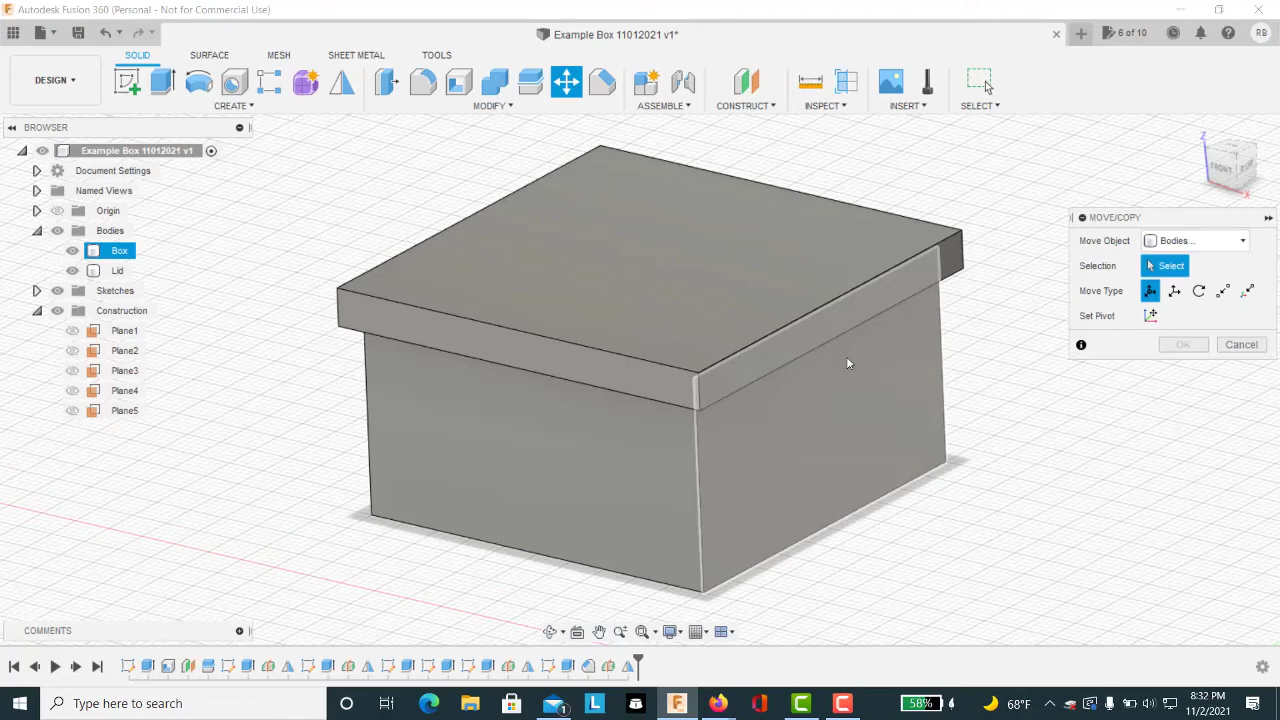 Autodesk Fusion 360 (Personal - Not for Commercial Use)
Example Box 11012021 v1*
6 of 10
RB
DESIGN
SOLID
SURFACE
MESH
SHEET METAL
TOOLS
CREATE
MODIFY
ASSEMBLE
CONSTRUCT
INSPECT
INSERT
SELECT
BROWSER
Example Box 11012021 v1
Document Settings
Named Views
Origin
Bodies
Box
Lid
Sketches
Construction
Plane1
Plane2
Plane3
Plane4
Plane5
Z
FRONT
X
MOVE/COPY
Move Object
Bodies...
Selection
Select
Move Type
Set Pivot
OK
Cancel
COMMENTS
Type here to search
58%
68°F
8:32 PM
11/2/2021